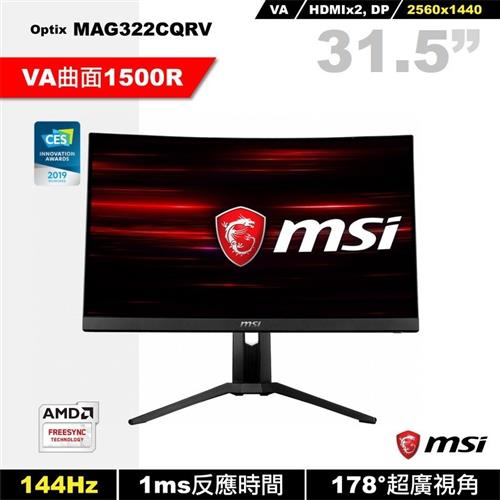 Optix MAG322CQRV
VA / HDMIx2, DP / 2560x1440
31.5”
VA曲面1500R
CES
INNOVATION
AWARDS
2019
msi
msi
AMD
FREESYNC
TECHNOLOGY
msi
144Hz
1ms反應時間
178°超廣視角